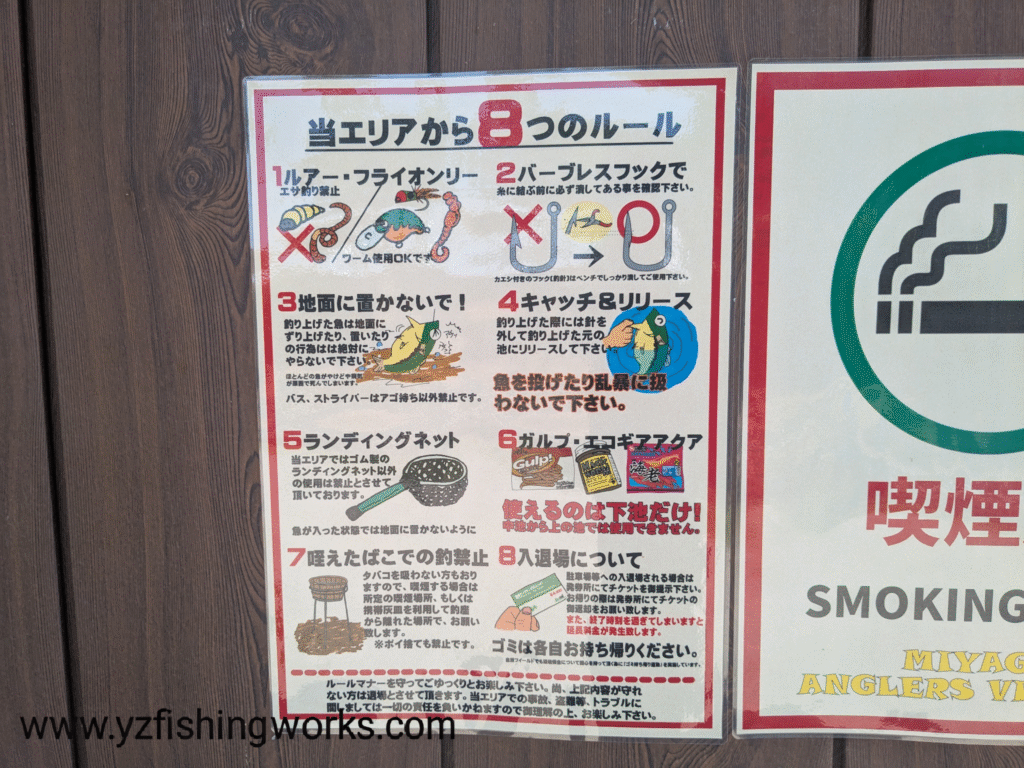 当エリアから8つのルール
1ルアー・フライオンリー
エサ釣り禁止
ワーム使用OKです
2バーブレスフックで
糸に結ぶ前に必ず潰してある事を確認下さい。
カエシ付きのフック(釣針)はペンチでしっかり潰してご使用下さい。
3地面に置かないで!
釣り上げた魚は地面に
ずり上げたり、置いたり
の行為はは絶対に
やらないで下さい
ほとんどの魚がやけどや病気
が原因で死んでしまいます。
バス、ストライパーはアゴ持ち以外禁止です。
4キャッチ&リリース
釣り上げた際には針を
外して釣り上げた元の
池にリリースして下さい。
魚を投げたり乱暴に扱
わないで下さい。
5ランディングネット
当エリアではゴム製の
ランディングネット以外
の使用は禁止とさせて
頂いております。
魚が入った状態では地面に置かないように
6ガルプ・エコギアアクア
Gulp!
海老
使えるのは下池だけ!
中池から上の池では使用できません。
7咥えたばこでの釣禁止
タバコを吸わない方もおり
ますので、喫煙する場合は
所定の喫煙場所、もしくは
携帯灰皿を利用して釣座
から離れた場所で、お願い
致します。
※ポイ捨ても禁止です。
8入退場について
駐車場等への入退場される場合は
発券所にてチケットを御提示下さい。
お帰りの際は発券所にてチケットの
御返却をお願い致します。
また、終了時刻を過ぎてしまいますと
延長料金が発生致します。
ゴミは各自お持ち帰りください。
ルールマナーを守ってごゆっくりとお楽しみ下さい。尚、上記内容が守れ
ない方は退場とさせて頂きます。当エリアでの事故、盗難等、トラブルに
関しましては一切の責任を負いかねますので御理解の上、お楽しみ下さい。
喫煙
SMOKING
MIYAG
ANGLERS VI
www.yzfishingworks.com